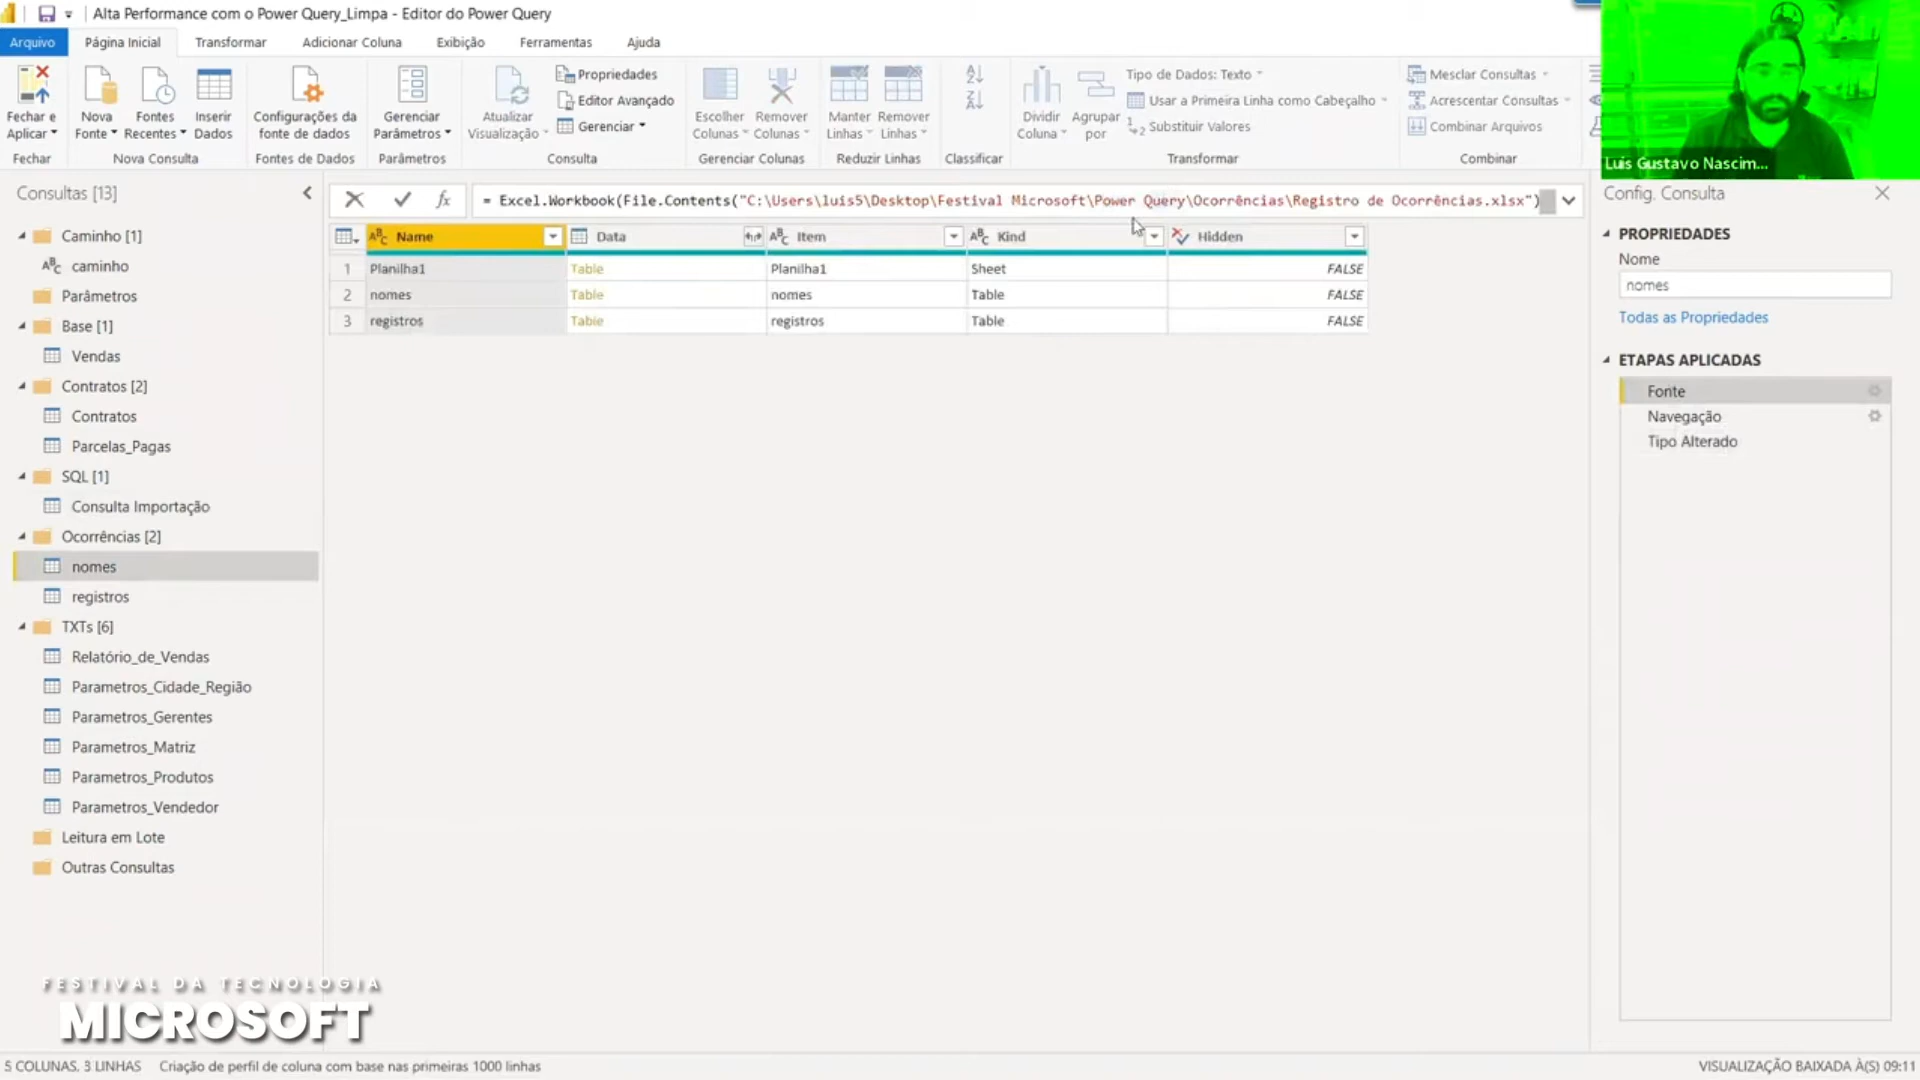 Alta Performance com o Power Query_Limpa - Editor do Power Query
Arquivo Página Inicial Transformar Adicionar Coluna Exibição Ferramentas Ajuda
Fechar e Aplicar
Fechar
Nova Fonte
Fontes Recentes
Inserir Dados
Nova Consulta
Configurações da fonte de dados
Fontes de Dados
Gerenciar Parâmetros
Parâmetros
Atualizar Visualização
Propriedades
Editor Avançado
Gerenciar
Consulta
Escolher Colunas
Remover Colunas
Gerenciar Colunas
Manter Linhas
Remover Linhas
Reduzir Linhas
Classificar
Dividir Coluna
Agrupar por
Tipo de Dados: Texto
Usar a Primeira Linha como Cabeçalho
Substituir Valores
Transformar
Mesclar Consultas
Acrescentar Consultas
Combinar Arquivos
Combinar
Luis Gustavo Nascim...
Consultas [13]
Caminho [1]
caminho
Parâmetros
Base [1]
Vendas
Contratos [2]
Contratos
Parcelas_Pagas
SQL [1]
Consulta Importação
Ocorrências [2]
nomes
registros
TXTs [6]
Relatório_de_Vendas
Parametros_Cidade_Região
Parametros_Gerentes
Parametros_Matriz
Parametros_Produtos
Parametros_Vendedor
Leitura em Lote
Outras Consultas
= Excel.Workbook(File.Contents("C:\Users\luis5\Desktop\Festival Microsoft\Power Query\Ocorrências\Registro de Ocorrências.xlsx")
Name Data Item Kind Hidden
1 Planilha1 Table Planilha1 Sheet FALSE
2 nomes Table nomes Table FALSE
3 registros Table registros Table FALSE
Config. Consulta
PROPRIEDADES
Nome
nomes
Todas as Propriedades
ETAPAS APLICADAS
Fonte
Navegação
Tipo Alterado
FESTIVAL DA TECNOLOGIA
MICROSOFT
5 COLUNAS, 3 LINHAS Criação de perfil de coluna com base nas primeiras 1000 linhas
VISUALIZAÇÃO BAIXADA À(S) 09:11